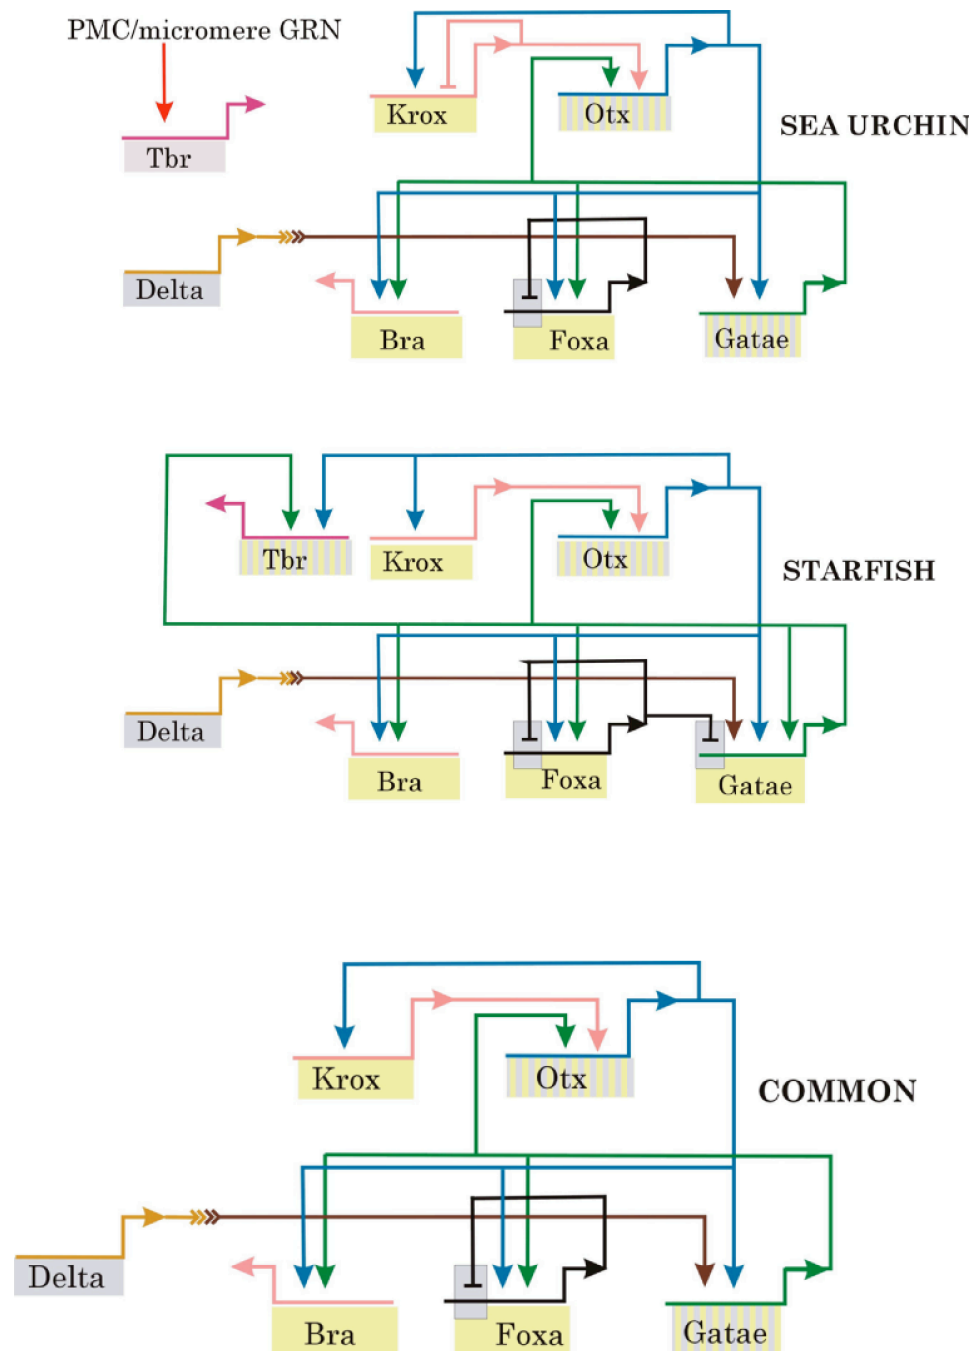 PMC/micromere GRN
Krox
Otx
SEA URCHIN
Tbr
Delta
Bra
Foxa
Gatae
Tbr
Krox
Otx
STARFISH
Delta
Bra
Foxa
Gatae
Krox
Otx
COMMON
Delta
Bra
Foxa
Gatae